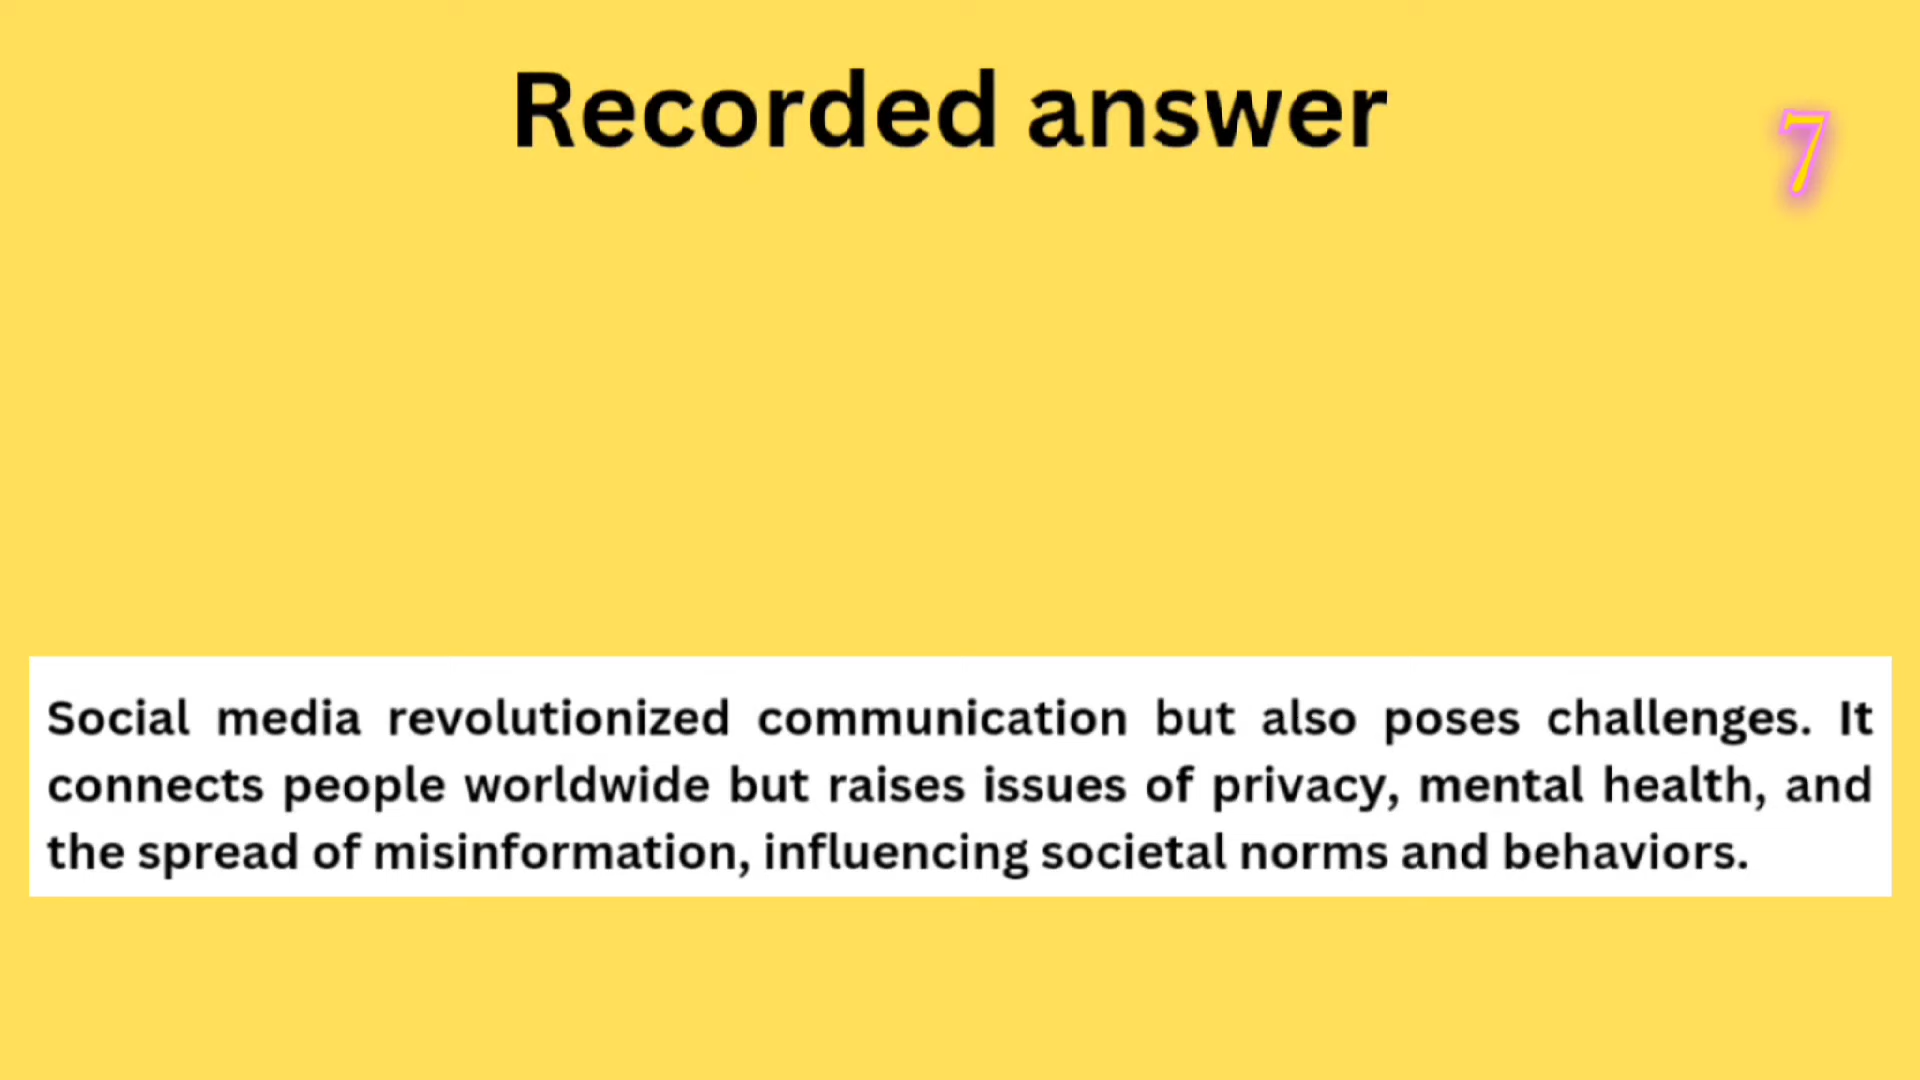 Recorded answer
7
Social media revolutionized communication but also poses challenges. It
connects people worldwide but raises issues of privacy, mental health, and
the spread of misinformation, influencing societal norms and behaviors.